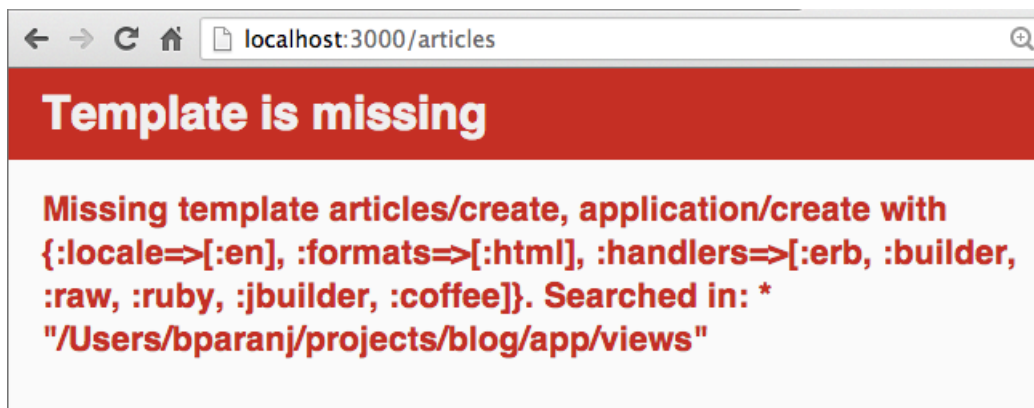 localhost:3000/articles
Template is missing
Missing template articles/create, application/create with
{:locale=>[:en], :formats=>[:html], :handlers=>[:erb, :builder,
:raw, :ruby, :jbuilder, :coffee]}. Searched in: *
"/Users/bparanj/projects/blog/app/views"